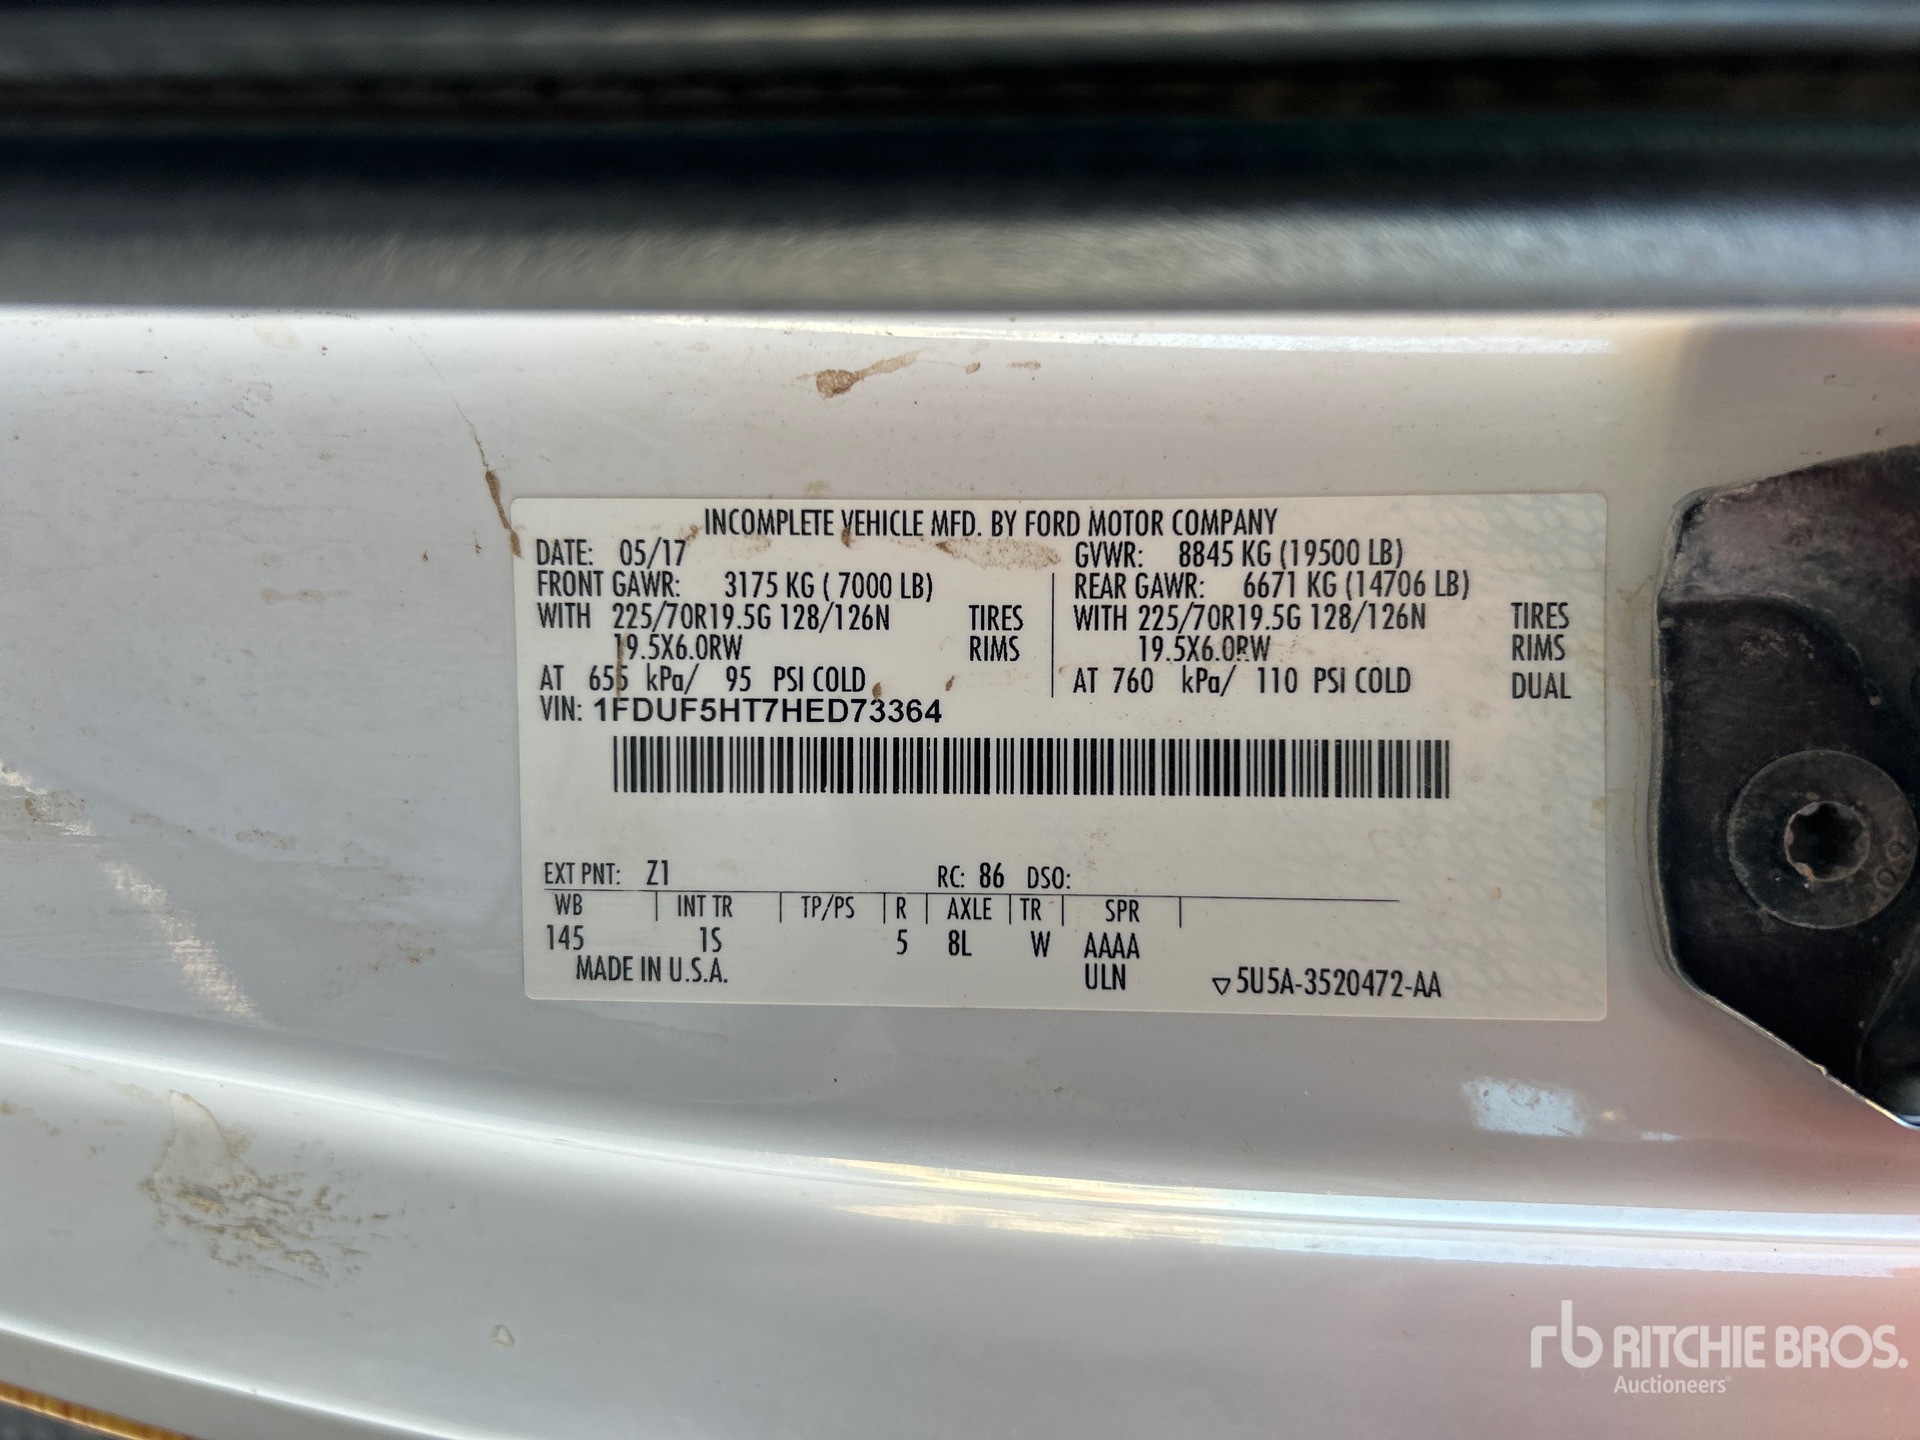 INCOMPLETE VEHICLE MFD. BY FORD MOTOR COMPANY
DATE: 05/17 GVWR: 8845 KG (19500 LB)
FRONT GAWR: 3175 KG ( 7000 LB) REAR GAWR: 6671 KG (14706 LB)
WITH 225/70R19.5G 128/126N TIRES WITH 225/70R19.5G 128/126N TIRES
19.5X6.0RW RIMS 19.5X6.0RW RIMS
AT 655 kPa/ 95 PSI COLD AT 760 kPa/ 110 PSI COLD DUAL
VIN: 1FDUF5HT7HED73364
EXT PNT: Z1 RC: 86 DSO:
WB INT TR TP/PS R AXLE TR SPR
145 1S 5 8L W AAAA
MADE IN U.S.A. ULN ▽5U5A-3520472-AA
rb RITCHIE BROS.
Auctioneers